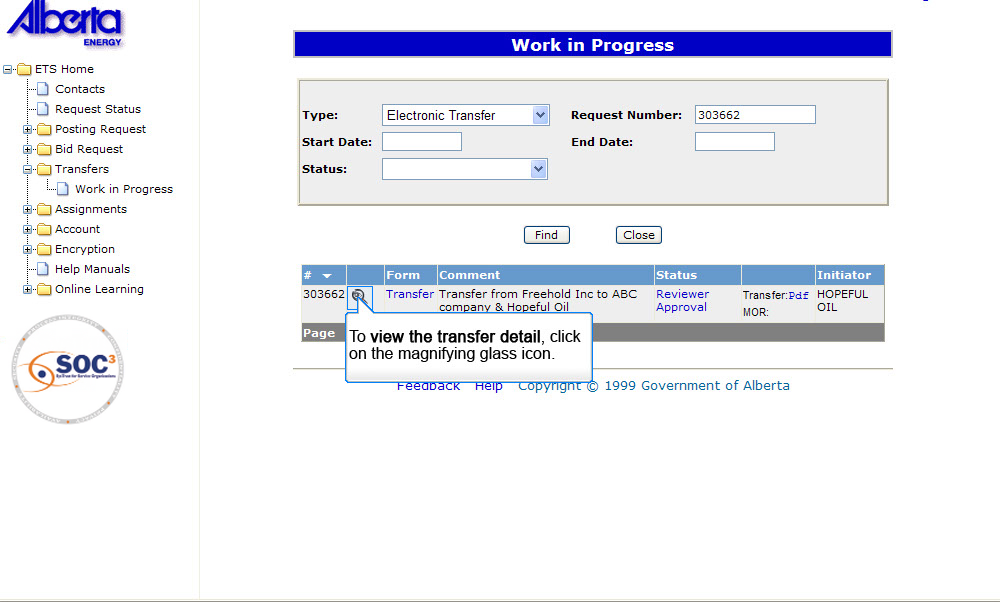 Alberta
ENERGY
ETS Home
Contacts
Request Status
Posting Request
Bid Request
Transfers
Work in Progress
Assignments
Account
Encryption
Help Manuals
Online Learning
SOC3
Work in Progress
Type: Electronic Transfer Request Number: 303662
Start Date: End Date:
Status:
Find Close
# Form Comment Status Initiator
303662 Transfer Transfer from Freehold Inc to ABC Reviewer Transfer:Pdf HOPEFUL
company & Hopeful Oil Approval MOR: OIL
Page
To view the transfer detail, click
on the magnifying glass icon.
Feedback Help Copyright © 1999 Government of Alberta